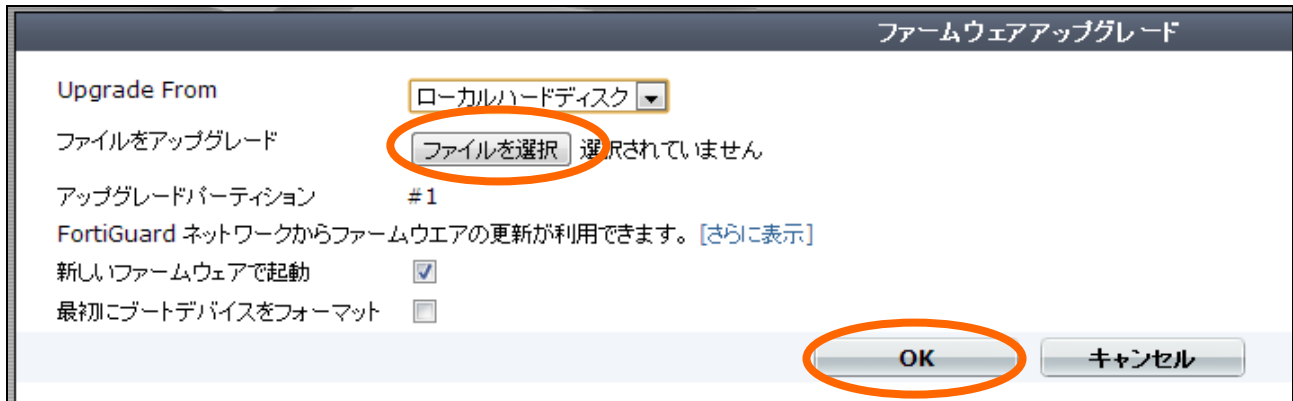 ファームウェアアップグレード
Upgrade From ローカルハードディスク
ファイルをアップグレード ファイルを選択 選択されていません
アップグレードパーティション #1
FortiGuard ネットワークからファームウエアの更新が利用できます。 [さらに表示]
新しいファームウェアで起動
最初にブートデバイスをフォーマット
OK キャンセル